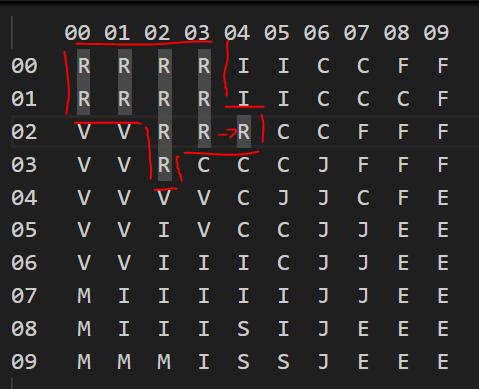 00 01 02 03 04 05 06 07 08 09
00 R R R R I I C C F F
01 R R R R I I C C C F
02 V V R R R C C F F F
03 V V R C C C J F F F
04 V V V V C J J C F E
05 V V I V C C J J E E
06 V V I I I C J J E E
07 M I I I I I J J E E
08 M I I I S I J E E E
09 M M M I S S J E E E